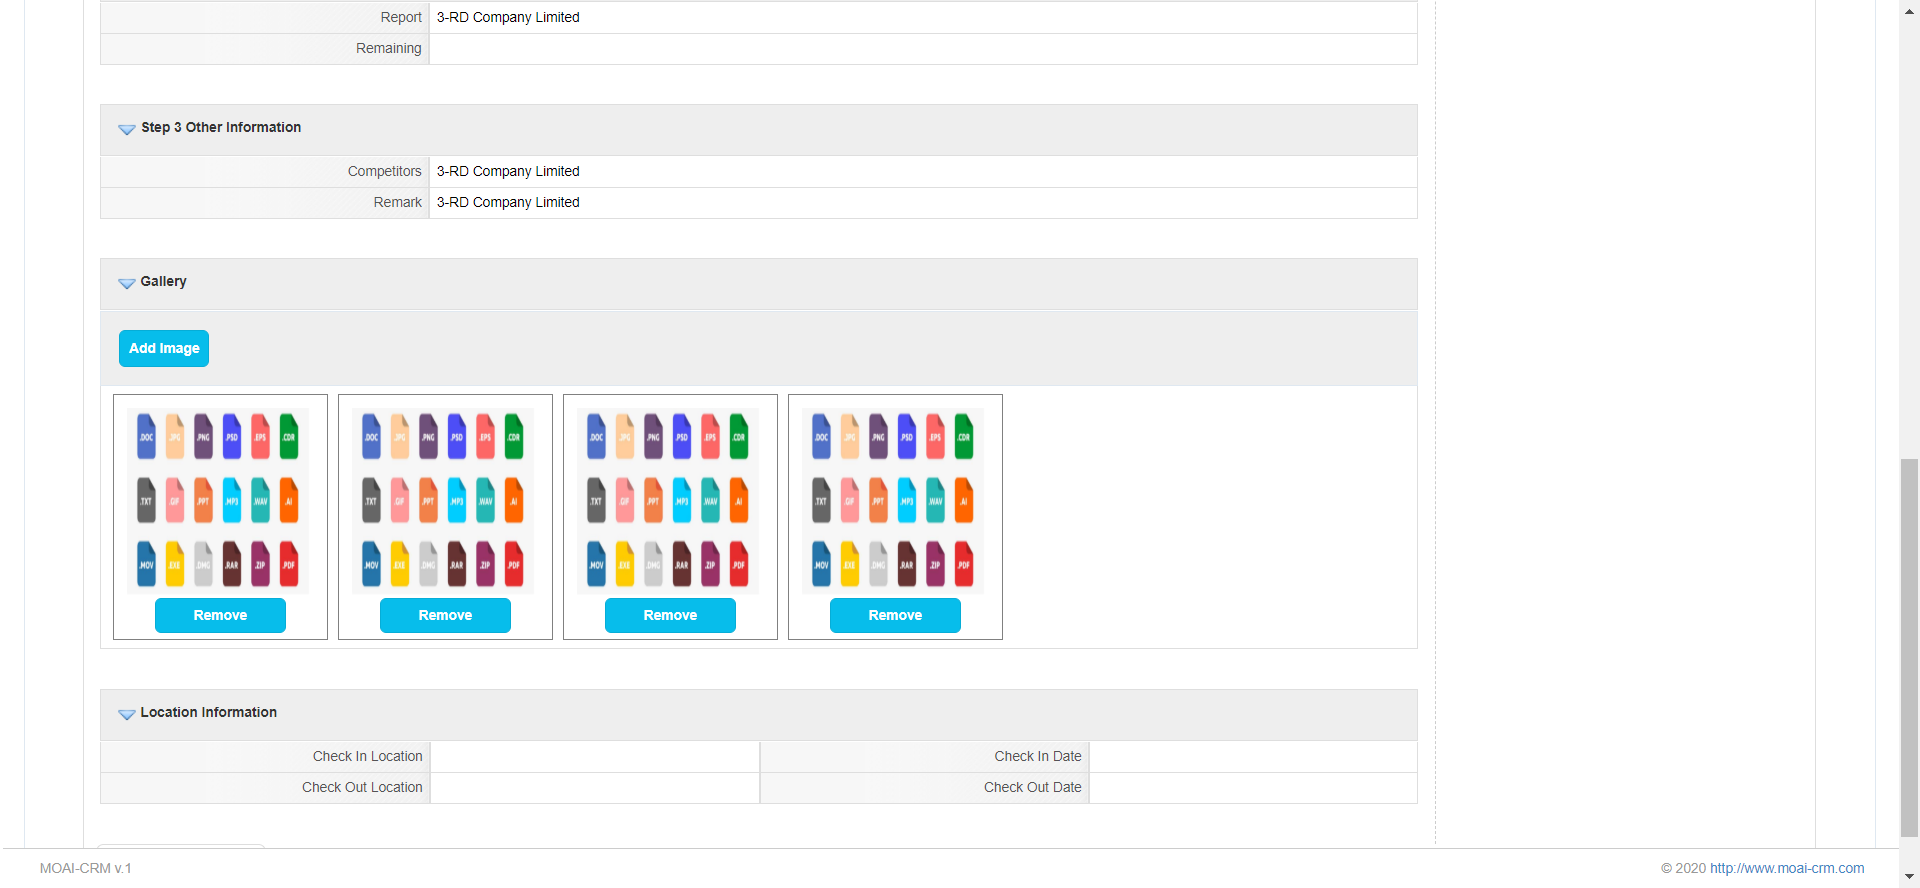 Report 3-RD Company Limited
Remaining
Step 3 Other Information
Competitors 3-RD Company Limited
Remark 3-RD Company Limited
Gallery
Add Image
.DOC .JPG .PNG .PSD .EPS .CDR .DOC .JPG .PNG .PSD .EPS .CDR .DOC .JPG .PNG .PSD .EPS .CDR .DOC .JPG .PNG .PSD .EPS .CDR
.TXT .GIF .PPT .MP3 .WAV .AI .TXT .GIF .PPT .MP3 .WAV .AI .TXT .GIF .PPT .MP3 .WAV .AI .TXT .GIF .PPT .MP3 .WAV .AI
.MOV .EXE .DMG .RAR .ZIP .PDF .MOV .EXE .DMG .RAR .ZIP .PDF .MOV .EXE .DMG .RAR .ZIP .PDF .MOV .EXE .DMG .RAR .ZIP .PDF
Remove Remove Remove Remove
Location Information
Check In Location Check In Date
Check Out Location Check Out Date
MOAI-CRM v.1 © 2020 http://www.moai-crm.com